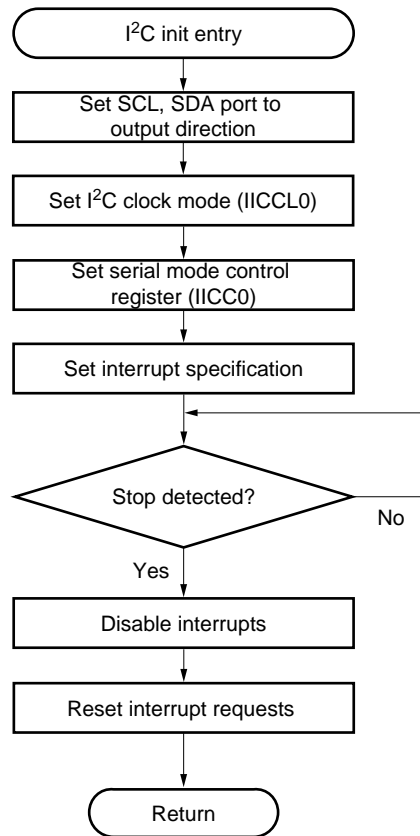 I²C init entry
Set SCL, SDA port to
output direction
Set I²C clock mode (IICCL0)
Set serial mode control
register (IICC0)
Set interrupt specification
Stop detected?
No
Yes
Disable interrupts
Reset interrupt requests
Return